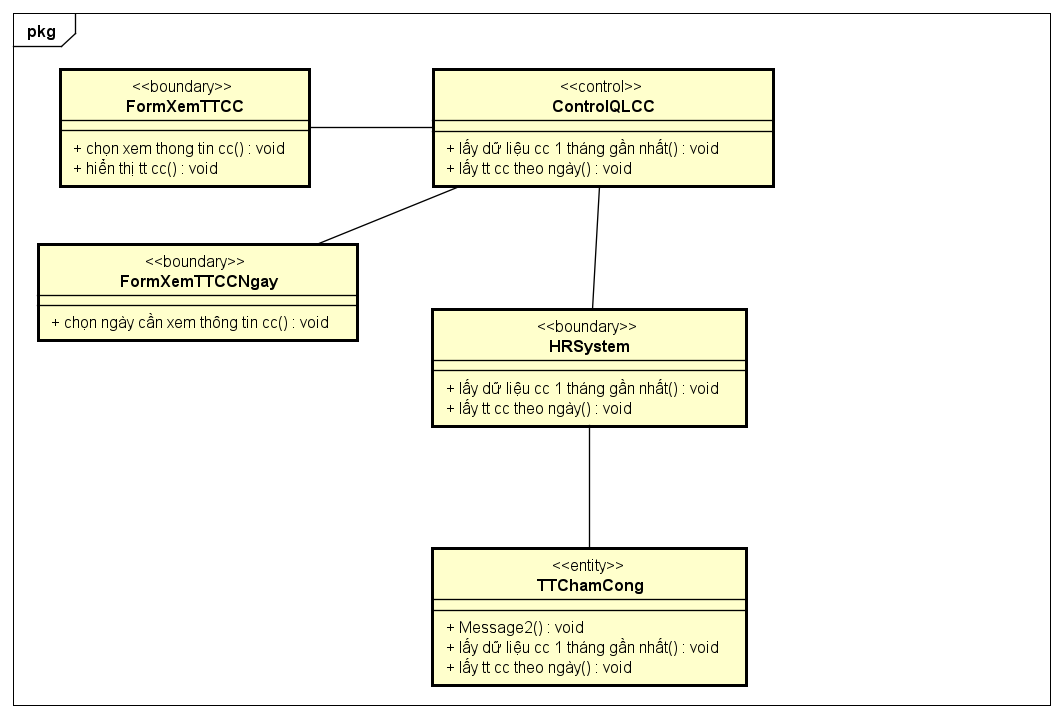 pkg
<<boundary>>
FormXemTTCC
+ chọn xem thong tin cc() : void
+ hiển thị tt cc() : void
<<control>>
ControlQLCC
+ lấy dữ liệu cc 1 tháng gần nhất() : void
+ lấy tt cc theo ngày() : void
<<boundary>>
FormXemTTCCNgay
+ chọn ngày cần xem thông tin cc() : void
<<boundary>>
HRSystem
+ lấy dữ liệu cc 1 tháng gần nhất() : void
+ lấy tt cc theo ngày() : void
<<entity>>
TTChamCong
+ Message2() : void
+ lấy dữ liệu cc 1 tháng gần nhất() : void
+ lấy tt cc theo ngày() : void